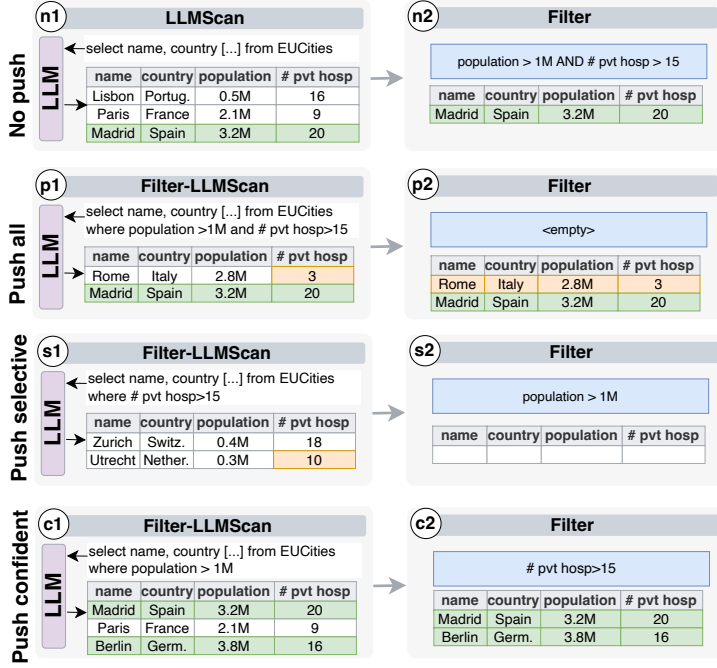 No push
n1
LLMScan
LLM
select name, country [...] from EUCities
name country population # pvt hosp
Lisbon Portug. 0.5M 16
Paris France 2.1M 9
Madrid Spain 3.2M 20
n2
Filter
population > 1M AND # pvt hosp > 15
name country population # pvt hosp
Madrid Spain 3.2M 20
Push all
p1
Filter-LLMScan
LLM
select name, country [...] from EUCities
where population >1M and # pvt hosp>15
name country population # pvt hosp
Rome Italy 2.8M 3
Madrid Spain 3.2M 20
p2
Filter
<empty>
name country population # pvt hosp
Rome Italy 2.8M 3
Madrid Spain 3.2M 20
Push selective
s1
Filter-LLMScan
LLM
select name, country [...] from EUCities
where # pvt hosp>15
name country population # pvt hosp
Zurich Switz. 0.4M 18
Utrecht Nether. 0.3M 10
s2
Filter
population > 1M
name country population # pvt hosp
Push confident
c1
Filter-LLMScan
LLM
select name, country [...] from EUCities
where population > 1M
name country population # pvt hosp
Madrid Spain 3.2M 20
Paris France 2.1M 9
Berlin Germ. 3.8M 16
c2
Filter
# pvt hosp>15
name country population # pvt hosp
Madrid Spain 3.2M 20
Berlin Germ. 3.8M 16